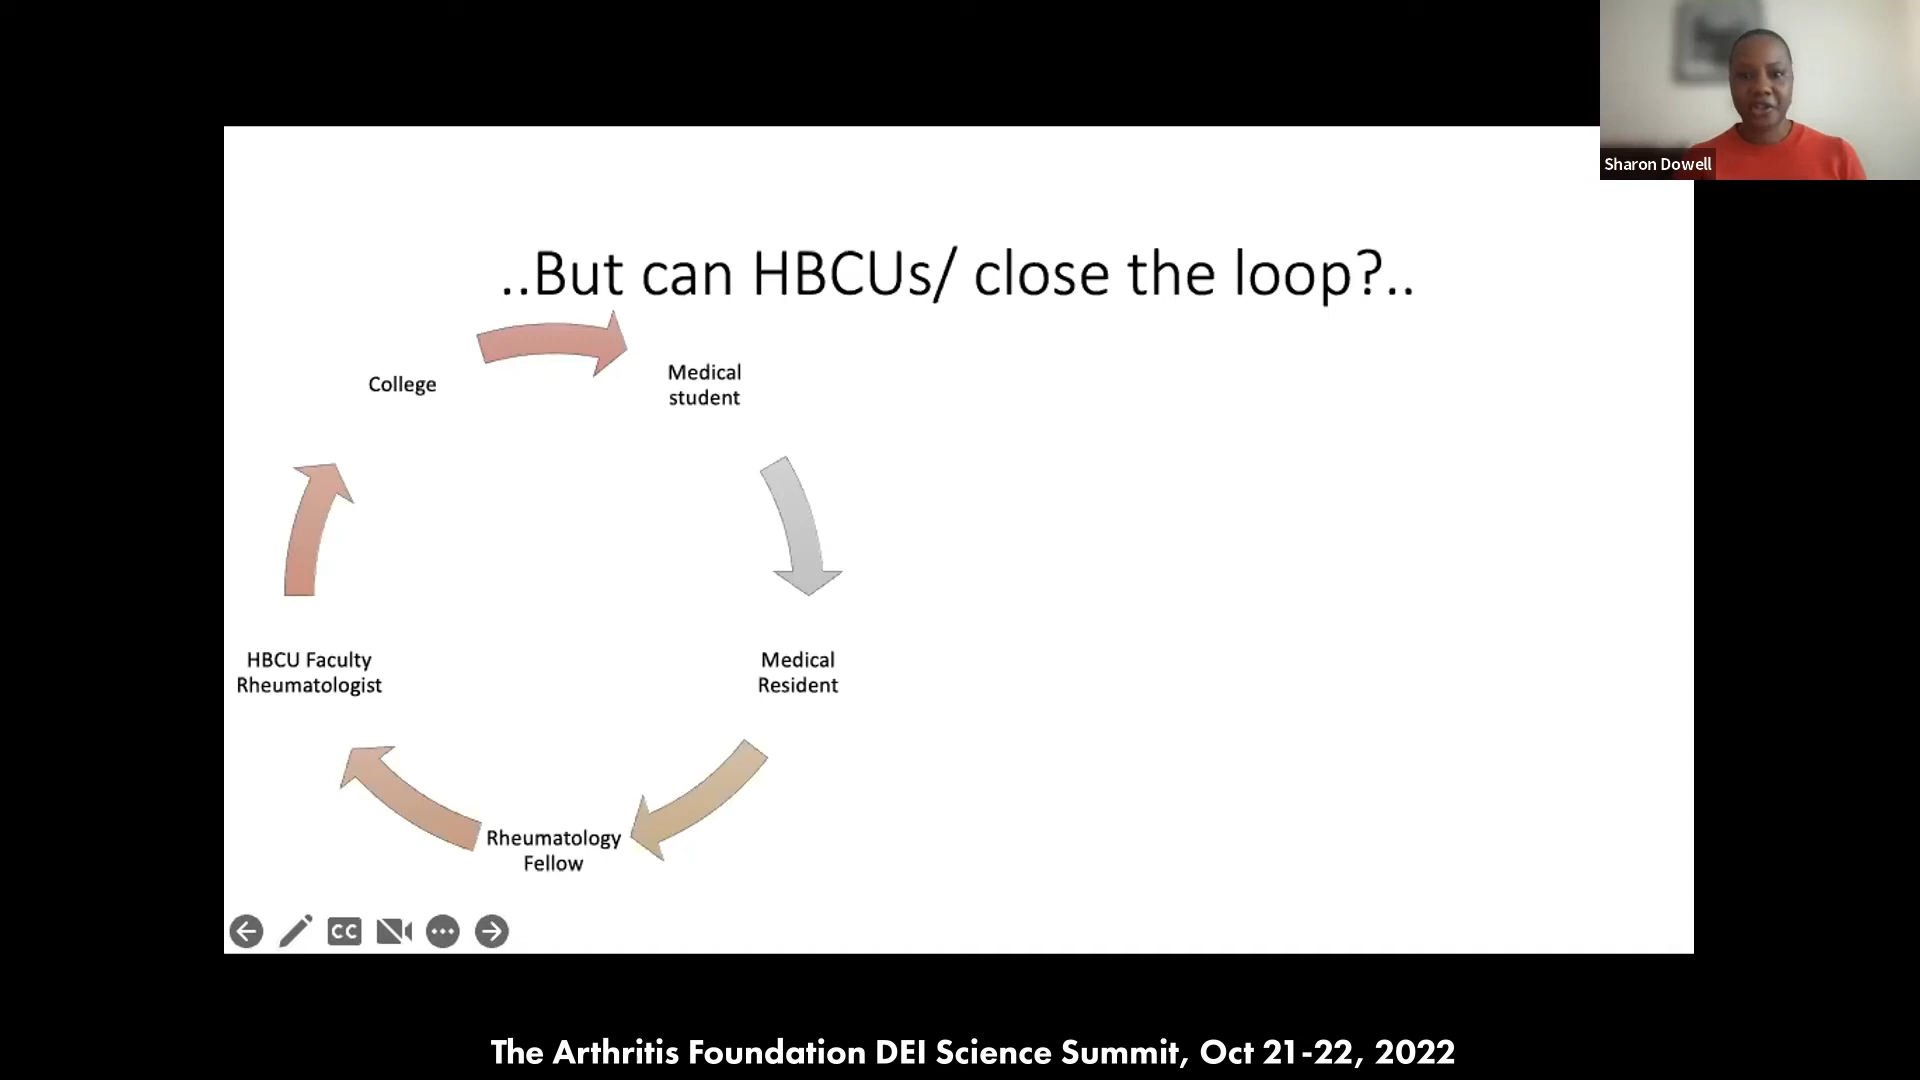 Sharon Dowell
..But can HBCUs/ close the loop?..
College
Medical
student
HBCU Faculty
Rheumatologist
Medical
Resident
Rheumatology
Fellow
CC
The Arthritis Foundation DEI Science Summit, Oct 21-22, 2022